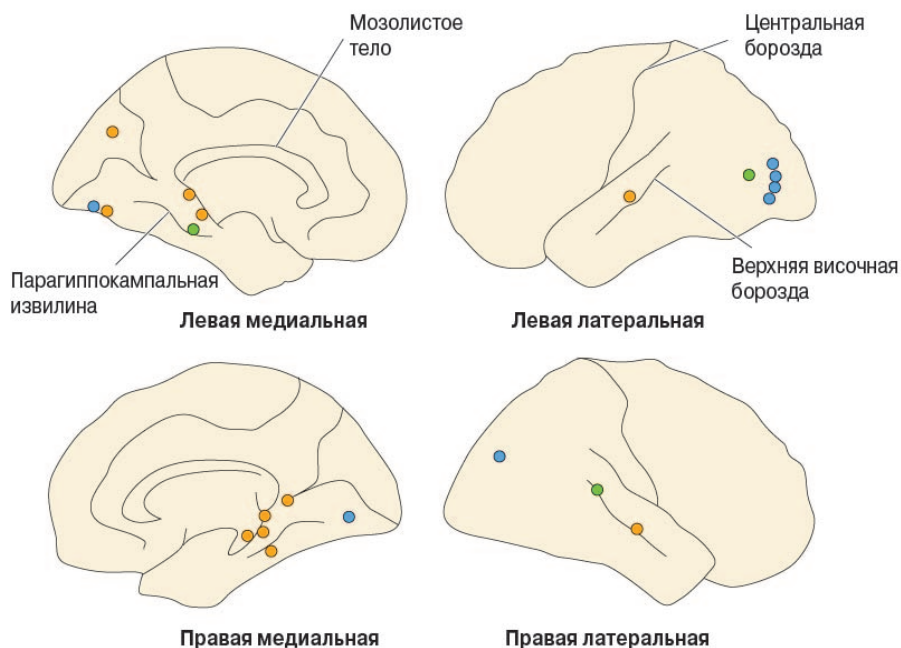 Мозолистое
тело
Центральная
борозда
Парагиппокампальная
извилина
Верхняя височная
борозда
Левая медиальная
Левая латеральная
Правая медиальная
Правая латеральная